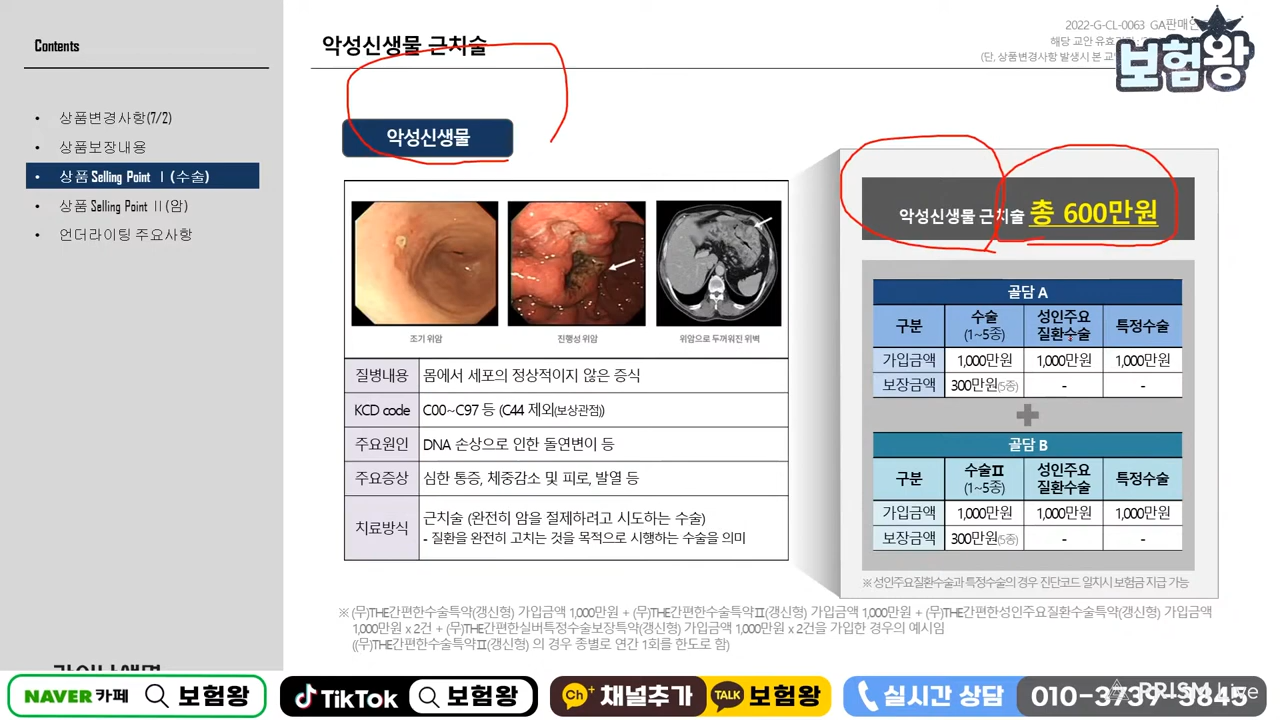 Contents
상품변경사항(7/2)
상품보장내용
상품 Selling Point Ⅰ (수술)
상품 Selling Point Ⅱ (암)
언더라이팅 주요사항
악성신생물 근치술
2022-G-CL-0063 GA판매인
해당 교안 유효기간 :
(단, 상품변경사항 발생시 본 교
보험왕
악성신생물
조기 위암
진행성 위암
위암으로 두꺼워진 위벽
질병내용 몸에서 세포의 정상적이지 않은 증식
KCD code C00~C97 등 (C44 제외(보상관점))
주요원인 DNA 손상으로 인한 돌연변이 등
주요증상 심한 통증, 체중감소 및 피로, 발열 등
치료방식 근치술 (완전히 암을 절제하려고 시도하는 수술)
- 질환을 완전히 고치는 것을 목적으로 시행하는 수술을 의미
악성신생물 근치술 총 600만원
골담 A
구분 수술 (1~5종) 성인주요 질환수술 특정수술
가입금액 1,000만원 1,000만원 1,000만원
보장금액 300만원(5종) - -
골담 B
구분 수술Ⅱ (1~5종) 성인주요 질환수술 특정수술
가입금액 1,000만원 1,000만원 1,000만원
보장금액 300만원(5종) - -
※ 성인주요질환수술과 특정수술의 경우 진단코드 일치시 보험금 지급 가능
※ (무)THE간편한수술특약(갱신형) 가입금액 1,000만원 + (무)THE간편한수술특약Ⅱ(갱신형) 가입금액 1,000만원 + (무)THE간편한성인주요질환수술특약(갱신형) 가입금액
1,000만원 x 2건 + (무)THE간편한실버특정수술보장특약(갱신형) 가입금액 1,000만원 x 2건을 가입한 경우의 예시임
((무)THE간편한수술특약Ⅱ(갱신형) 의 경우 종별로 연간 1회를 한도로 함)
NAVER 카페 보험왕
TikTok 보험왕
Ch+ 채널추가 TALK 보험왕
실시간 상담 010-3739-5845
PRISM Live